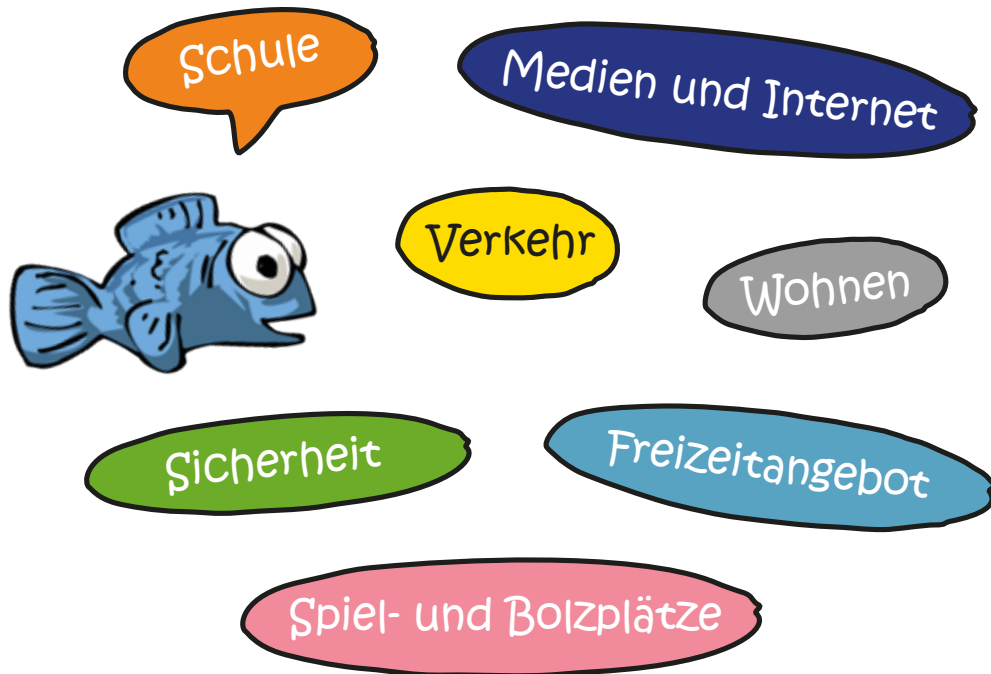 Schule
Medien und Internet
Verkehr
Wohnen
Sicherheit
Freizeitangebot
Spiel- und Bolzplätze